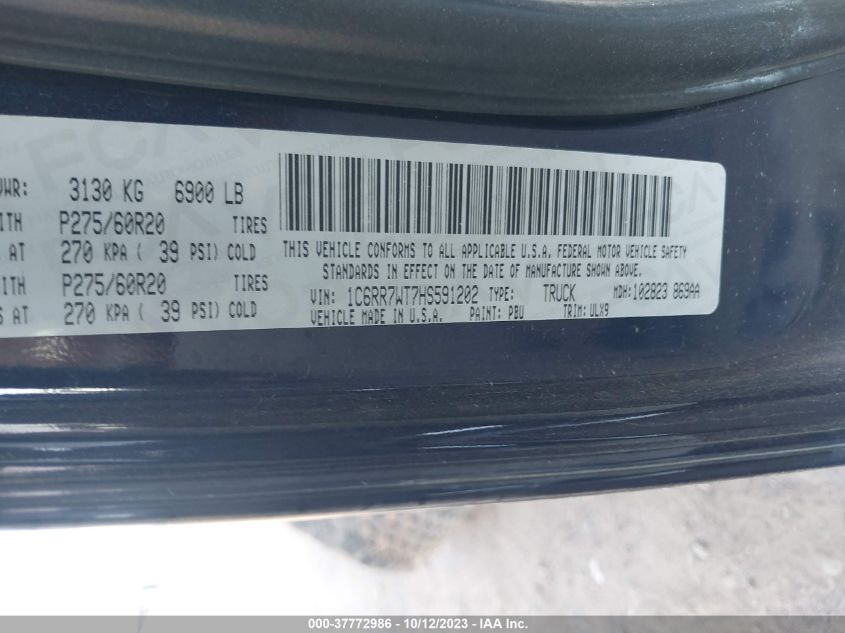 VWR: 3130 KG 6900 LB
ITH P275/60R20 TIRES
S AT 270 KPA ( 39 PSI) COLD
ITH P275/60R20 TIRES
S AT 270 KPA ( 39 PSI) COLD
THIS VEHICLE CONFORMS TO ALL APPLICABLE U.S.A. FEDERAL MOTOR VEHICLE SAFETY
STANDARDS IN EFFECT ON THE DATE OF MANUFACTURE SHOWN ABOVE.
VIN: 1C6RR7WT7HS591202 TYPE: TRUCK MDH:102823 869AA
VEHICLE MADE IN U.S.A. PAINT: PBU TRIM:ULX9
000-37772986 - 10/12/2023 - IAA Inc.